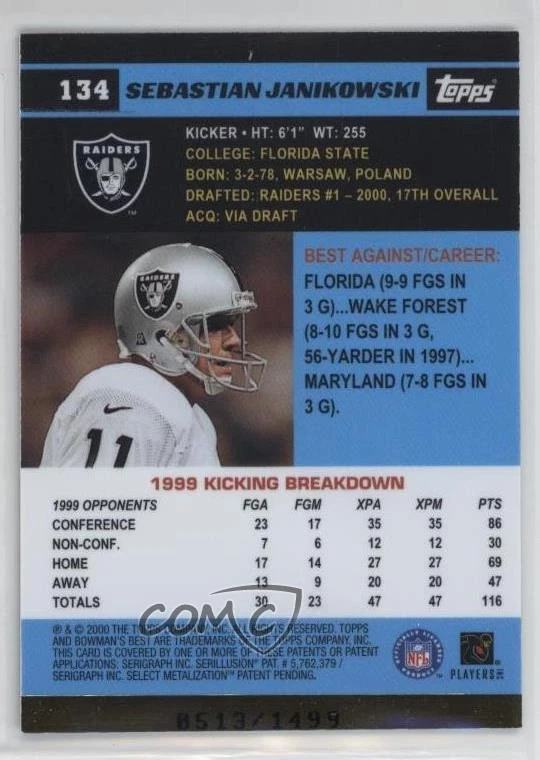 134 SEBASTIAN JANIKOWSKI Topps
RAIDERS
TM
KICKER • HT: 6'1" WT: 255
COLLEGE: FLORIDA STATE
BORN: 3-2-78, WARSAW, POLAND
DRAFTED: RAIDERS #1 – 2000, 17TH OVERALL
ACQ: VIA DRAFT
RAIDERS
11
BEST AGAINST/CAREER:
FLORIDA (9-9 FGS IN
3 G)...WAKE FOREST
(8-10 FGS IN 3 G,
56-YARDER IN 1997)...
MARYLAND (7-8 FGS IN
3 G).
1999 KICKING BREAKDOWN
1999 OPPONENTS FGA FGM XPA XPM PTS
CONFERENCE 23 17 35 35 86
NON-CONF. 7 6 12 12 30
HOME 17 14 27 27 69
AWAY 13 9 20 20 47
TOTALS 30 23 47 47 116
COMC
℗ & © 2000 THE TOPPS COMPANY, INC. ALL RIGHTS RESERVED. TOPPS
AND BOWMAN'S BEST ARE TRADEMARKS OF THE TOPPS COMPANY, INC.
THIS CARD IS COVERED BY ONE OR MORE OF THESE PATENTS OR PATENT
APPLICATIONS: SERIGRAPH INC. SERILLUSION™ PAT. # 5,762,379 /
SERIGRAPH INC. SELECT METALIZATION™ PATENT PENDING.
NFL
PLAYERS INC
0513/1499